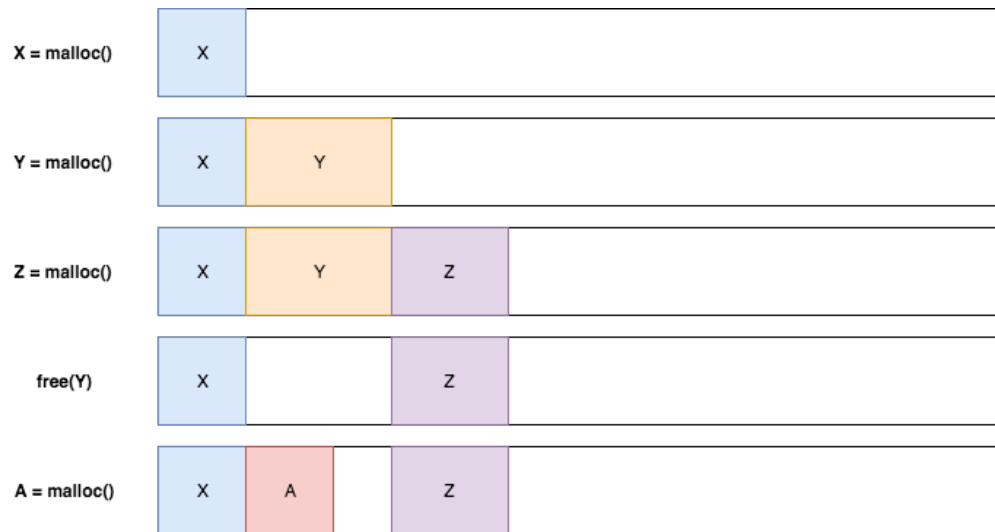 X = malloc() X
Y = malloc() X Y
Z = malloc() X Y Z
free(Y) X Z
A = malloc() X A Z